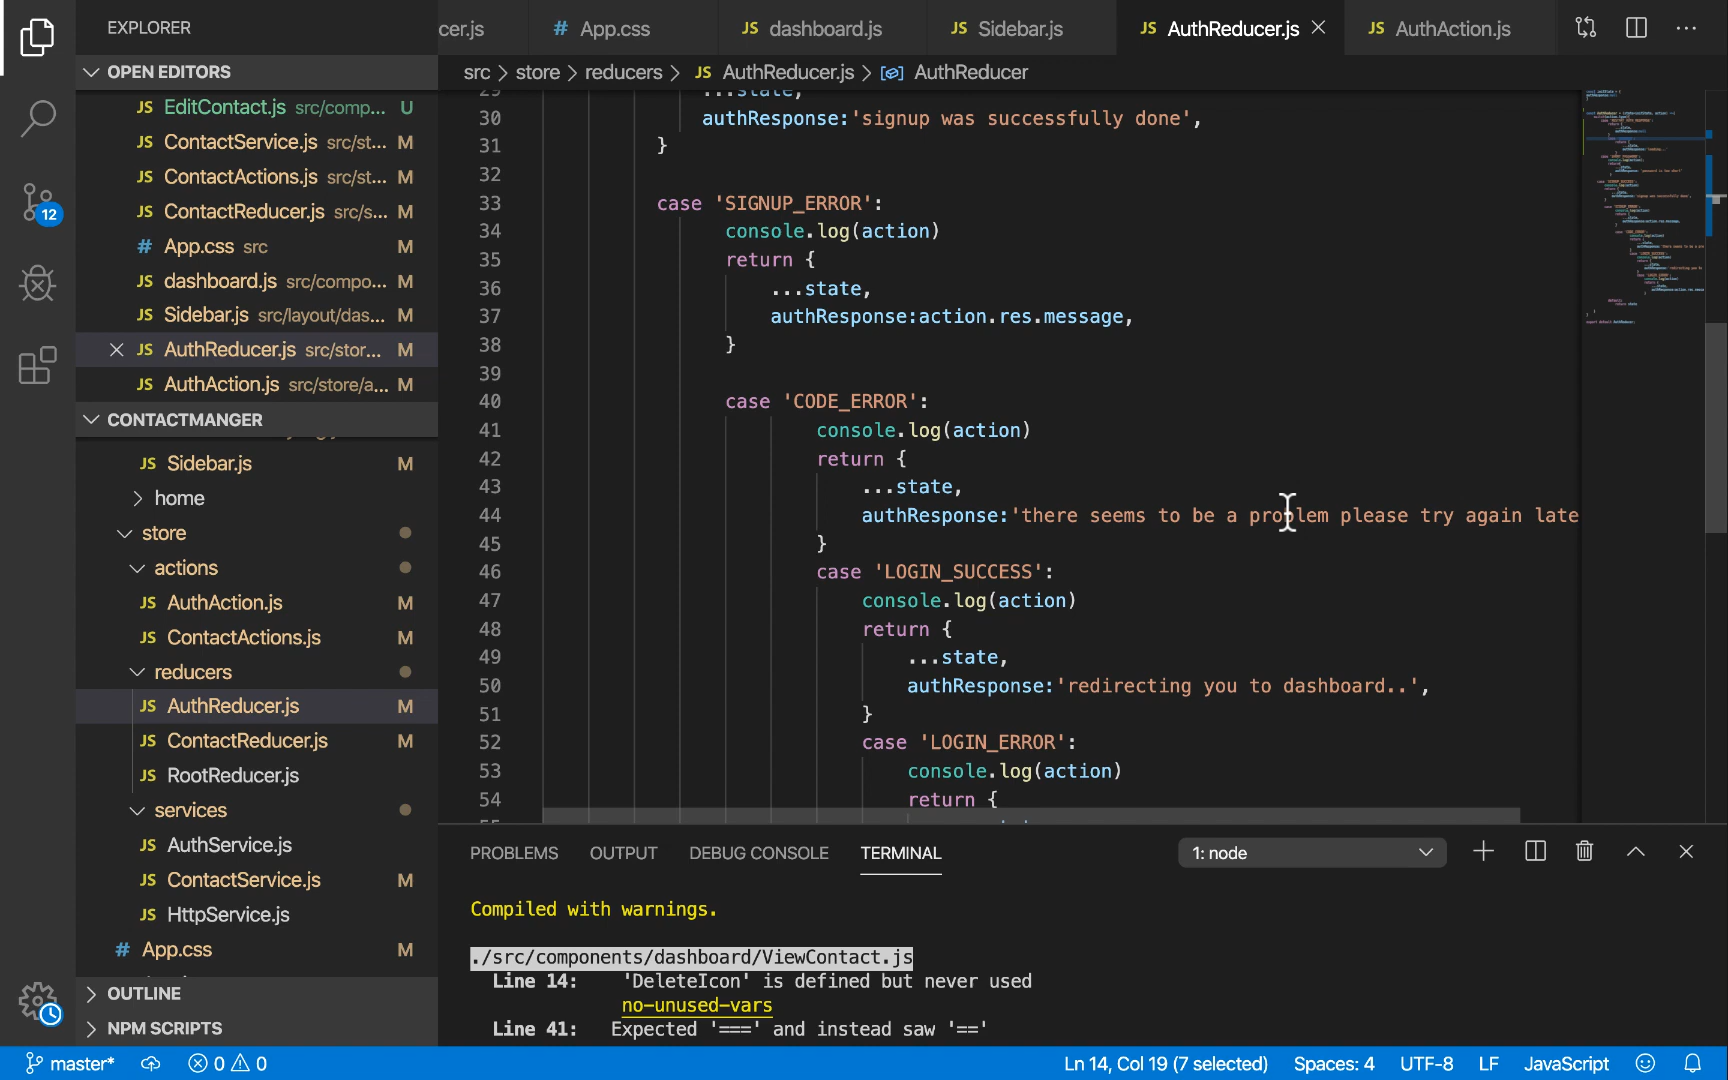 EXPLORER
cer.js
# App.css
JS dashboard.js
JS Sidebar.js
JS AuthReducer.js
JS AuthAction.js
OPEN EDITORS
src > store > reducers > JS AuthReducer.js > AuthReducer
JS EditContact.js src/comp... U
JS ContactService.js src/st... M
JS ContactActions.js src/st... M
JS ContactReducer.js src/s... M
# App.css src M
JS dashboard.js src/compo... M
JS Sidebar.js src/layout/das... M
JS AuthReducer.js src/stor... M
JS AuthAction.js src/store/a... M
12
CONTACTMANGER
JS Sidebar.js M
> home
store
actions
JS AuthAction.js M
JS ContactActions.js M
reducers
JS AuthReducer.js M
JS ContactReducer.js M
JS RootReducer.js
services
JS AuthService.js
JS ContactService.js M
JS HttpService.js
# App.css M
> OUTLINE
> NPM SCRIPTS
29 ...state,
30 authResponse:'signup was successfully done',
31 }
32
33 case 'SIGNUP_ERROR':
34 console.log(action)
35 return {
36 ...state,
37 authResponse:action.res.message,
38 }
39
40 case 'CODE_ERROR':
41 console.log(action)
42 return {
43 ...state,
44 authResponse:'there seems to be a problem please try again late
45 }
46 case 'LOGIN_SUCCESS':
47 console.log(action)
48 return {
49 ...state,
50 authResponse:'redirecting you to dashboard..',
51 }
52 case 'LOGIN_ERROR':
53 console.log(action)
54 return {
PROBLEMS OUTPUT DEBUG CONSOLE TERMINAL 1: node
Compiled with warnings.
./src/components/dashboard/ViewContact.js
Line 14: 'DeleteIcon' is defined but never used
no-unused-vars
Line 41: Expected '===' and instead saw '=='
master* 0 0 Ln 14, Col 19 (7 selected) Spaces: 4 UTF-8 LF JavaScript